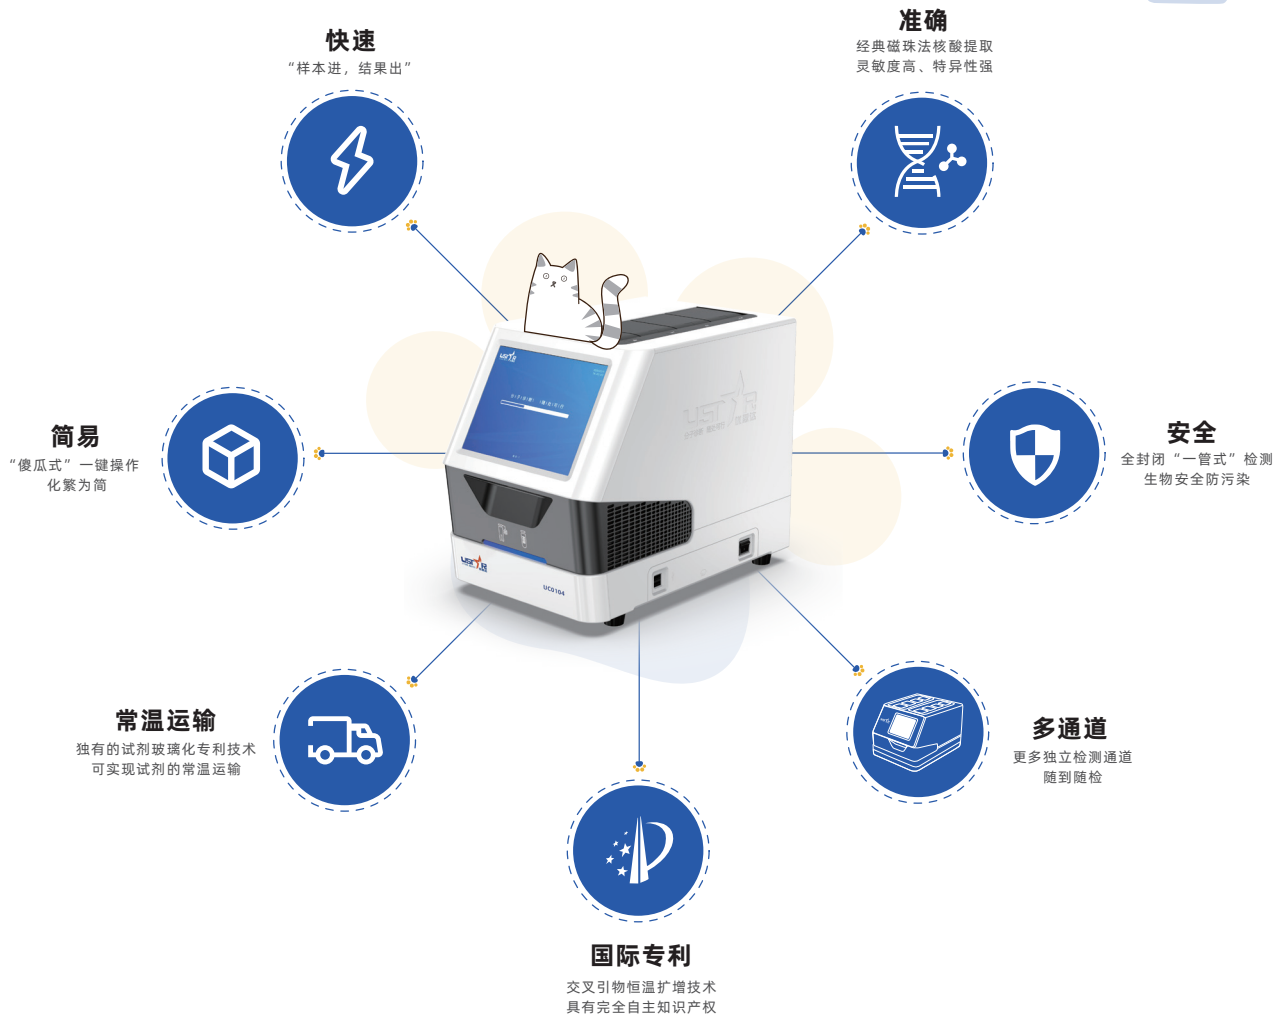 快速
“样本进，结果出”
准确
经典磁珠法核酸提取
灵敏度高、特异性强
简易
“傻瓜式”一键操作
化繁为简
安全
全封闭“一管式”检测
生物安全防污染
UC0104
常温运输
独有的试剂玻璃化专利技术
可实现试剂的常温运输
多通道
更多独立检测通道
随到随检
国际专利
交叉引物恒温扩增技术
具有完全自主知识产权